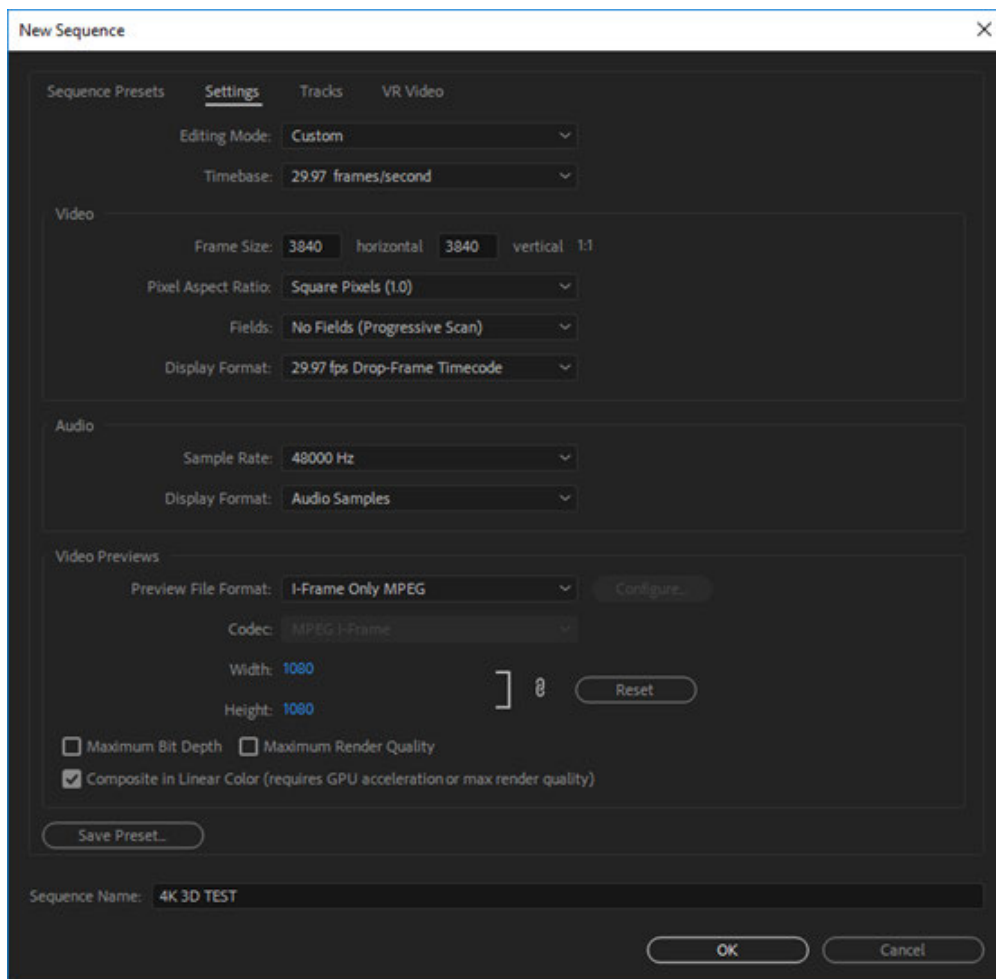 New Sequence
Sequence Presets Settings Tracks VR Video
Editing Mode: Custom
Timebase: 29.97 frames/second
Video
Frame Size: 3840 horizontal 3840 vertical 1:1
Pixel Aspect Ratio: Square Pixels (1.0)
Fields: No Fields (Progressive Scan)
Display Format: 29.97 fps Drop-Frame Timecode
Audio
Sample Rate: 48000 Hz
Display Format: Audio Samples
Video Previews
Preview File Format: I-Frame Only MPEG Configure...
Codec: MPEG I-Frame
Width: 1080
Height: 1080
Reset
Maximum Bit Depth Maximum Render Quality
Composite in Linear Color (requires GPU acceleration or max render quality)
Save Preset...
Sequence Name: 4K 3D TEST
OK Cancel